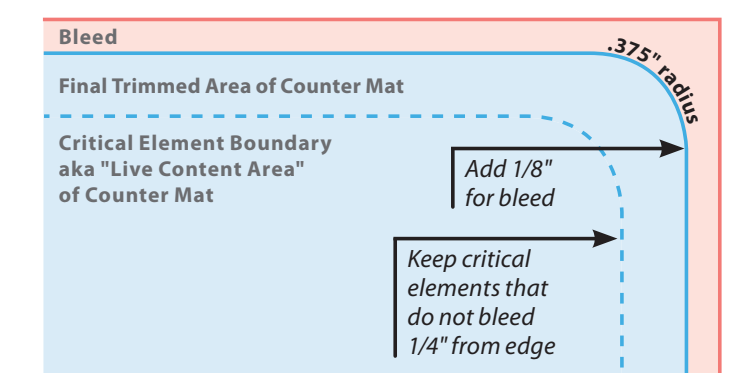 Bleed
.375" radius
Final Trimmed Area of Counter Mat
Critical Element Boundary
aka "Live Content Area"
of Counter Mat
Add 1/8"
for bleed
Keep critical
elements that
do not bleed
1/4" from edge